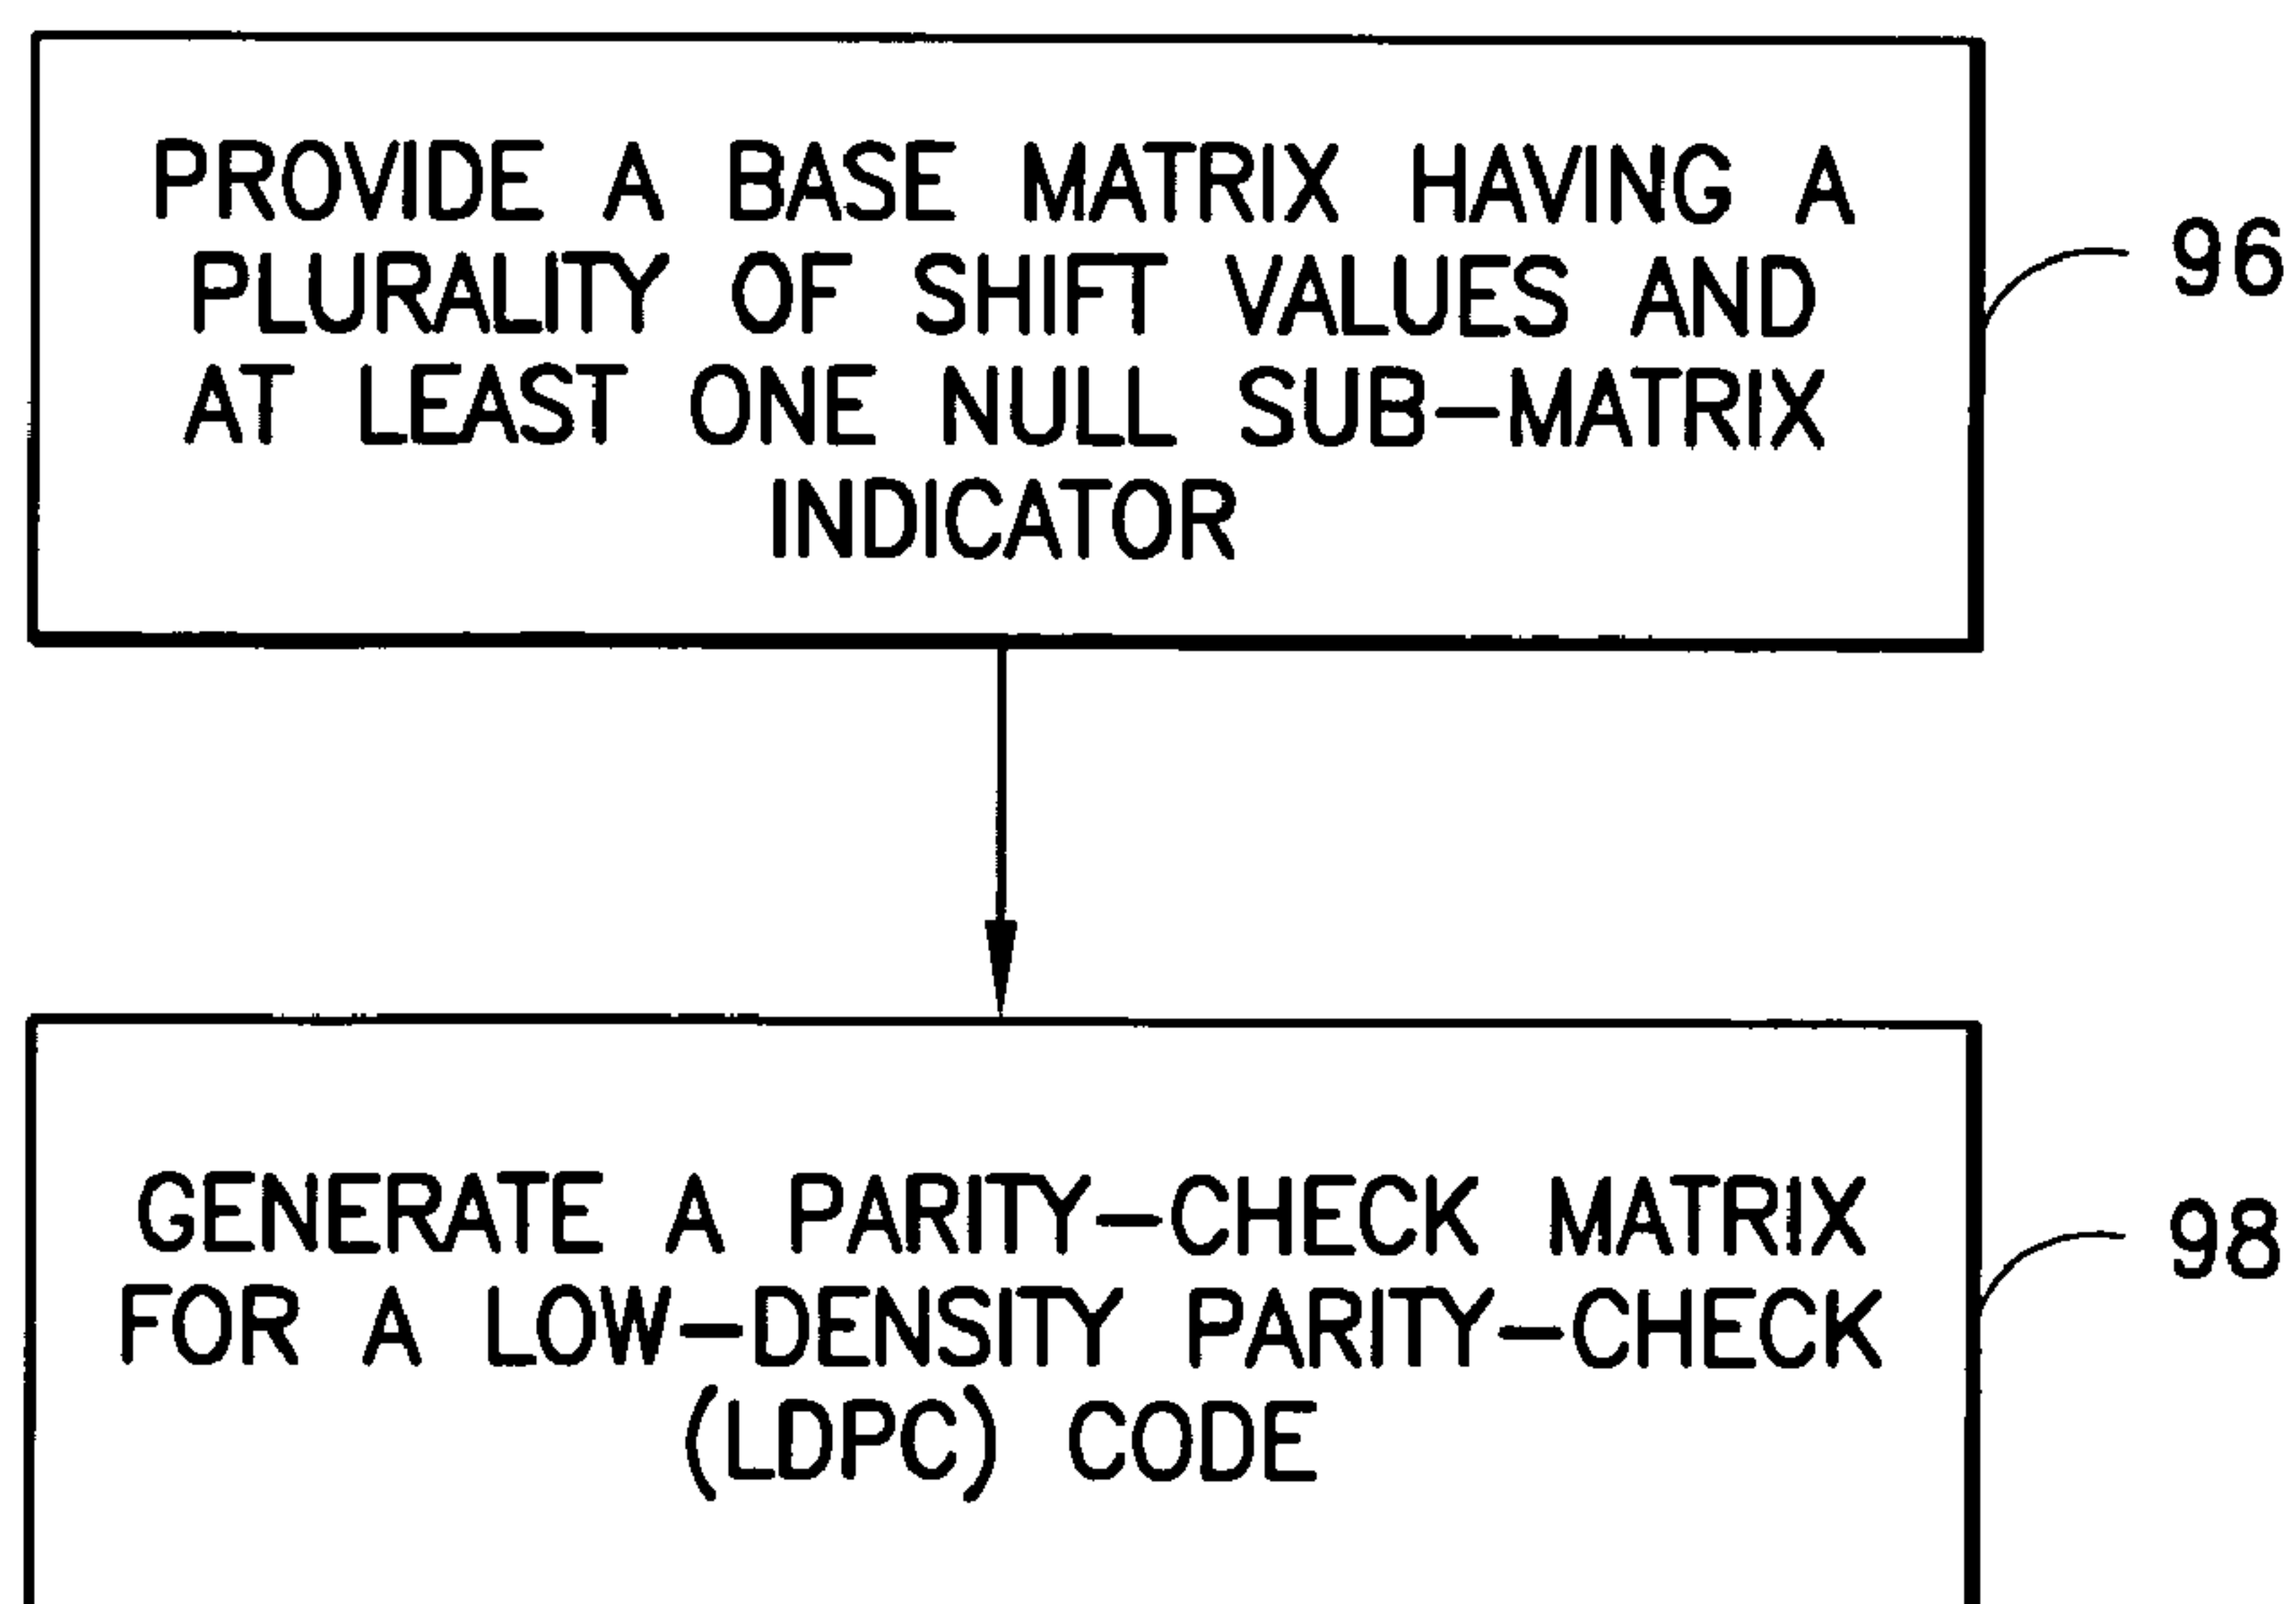 PROVIDE A BASE MATRIX HAVING A
PLURALITY OF SHIFT VALUES AND
AT LEAST ONE NULL SUB-MATRIX
INDICATOR
96
GENERATE A PARITY-CHECK MATRIX
FOR A LOW-DENSITY PARITY-CHECK
(LDPC) CODE
98